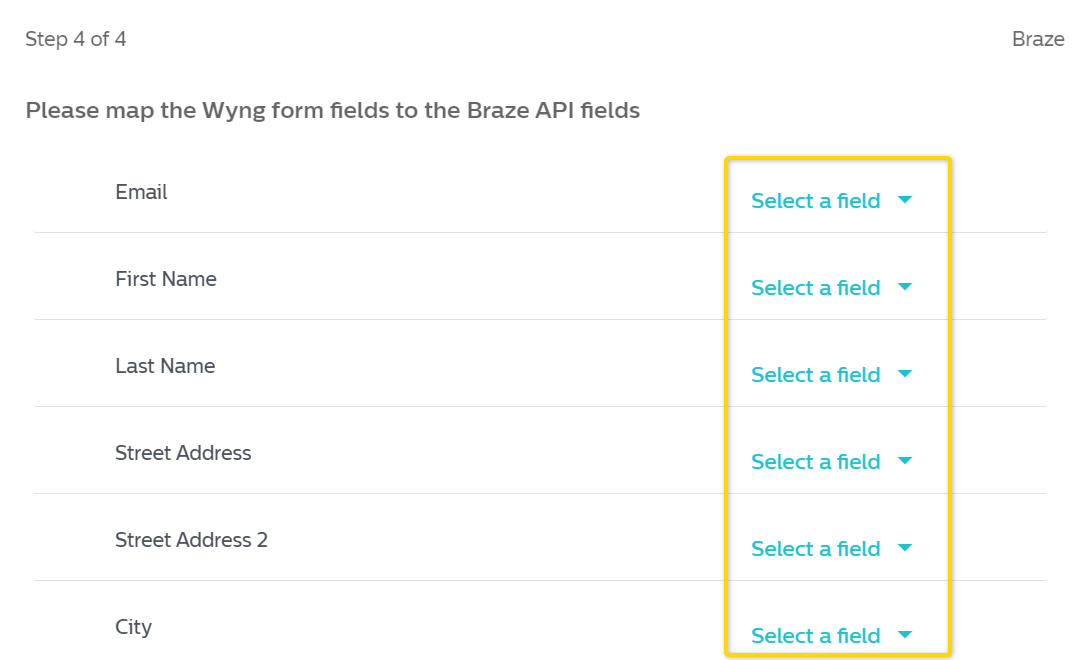 Step 4 of 4
Braze
Please map the Wyng form fields to the Braze API fields
Email
Select a field
First Name
Select a field
Last Name
Select a field
Street Address
Select a field
Street Address 2
Select a field
City
Select a field